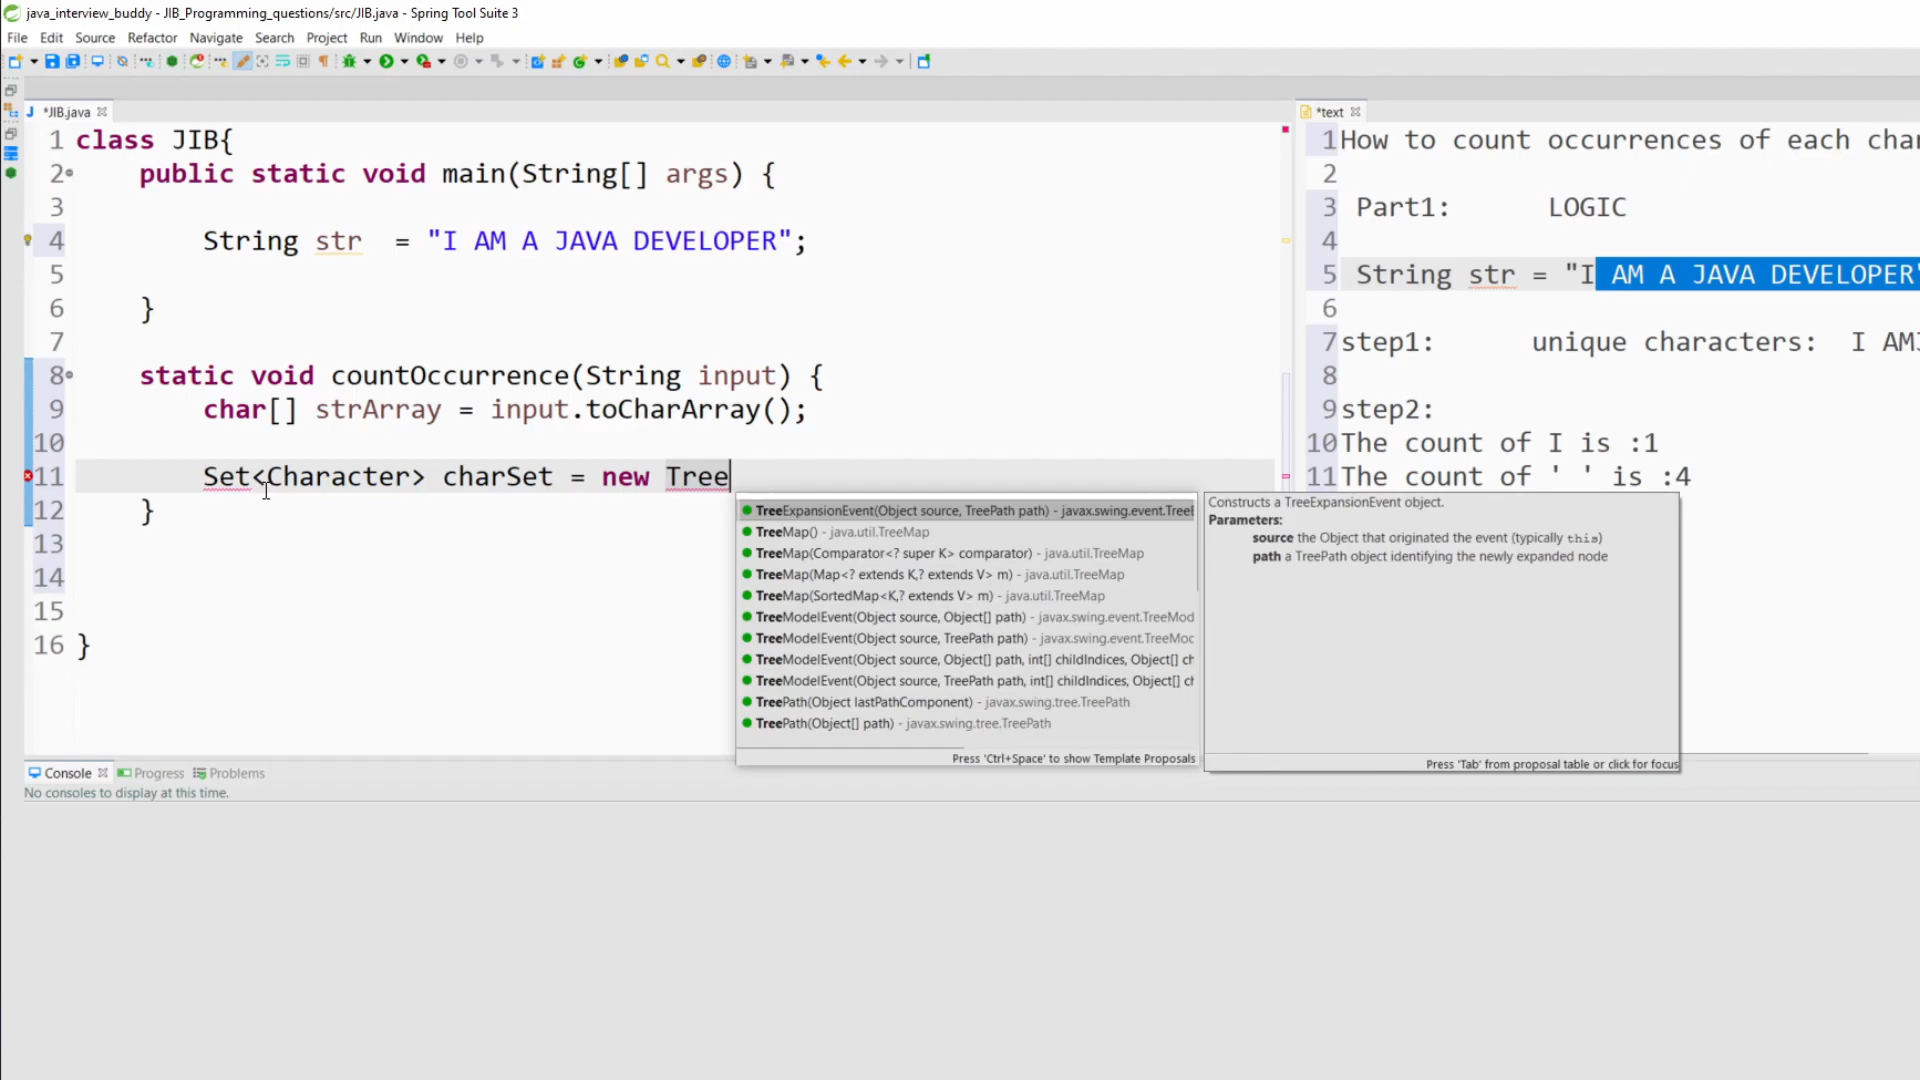 java_interview_buddy - JIB_Programming_questions/src/JIB.java - Spring Tool Suite 3
File Edit Source Refactor Navigate Search Project Run Window Help
*JIB.java
1 class JIB{
2 public static void main(String[] args) {
3
4 String str = "I AM A JAVA DEVELOPER";
5
6 }
7
8 static void countOccurrence(String input) {
9 char[] strArray = input.toCharArray();
10
11 Set<Character> charSet = new Tree
12 }
13
14
15
16 }
*text
1 How to count occurrences of each char
2
3 Part1: LOGIC
4
5 String str = "I AM A JAVA DEVELOPER"
6
7 step1: unique characters: I AMJ
8
9 step2:
10 The count of I is :1
11 The count of ' ' is :4
TreeExpansionEvent(Object source, TreePath path) - javax.swing.event.TreeE
TreeMap() - java.util.TreeMap
TreeMap(Comparator<? super K> comparator) - java.util.TreeMap
TreeMap(Map<? extends K,? extends V> m) - java.util.TreeMap
TreeMap(SortedMap<K,? extends V> m) - java.util.TreeMap
TreeModelEvent(Object source, Object[] path) - javax.swing.event.TreeMod
TreeModelEvent(Object source, TreePath path) - javax.swing.event.TreeMod
TreeModelEvent(Object source, Object[] path, int[] childIndices, Object[] ch
TreeModelEvent(Object source, TreePath path, int[] childIndices, Object[] ch
TreePath(Object lastPathComponent) - javax.swing.tree.TreePath
TreePath(Object[] path) - javax.swing.tree.TreePath
Press 'Ctrl+Space' to show Template Proposals
Constructs a TreeExpansionEvent object.
Parameters:
source the Object that originated the event (typically this)
path a TreePath object identifying the newly expanded node
Press 'Tab' from proposal table or click for focus
Console Progress Problems
No consoles to display at this time.